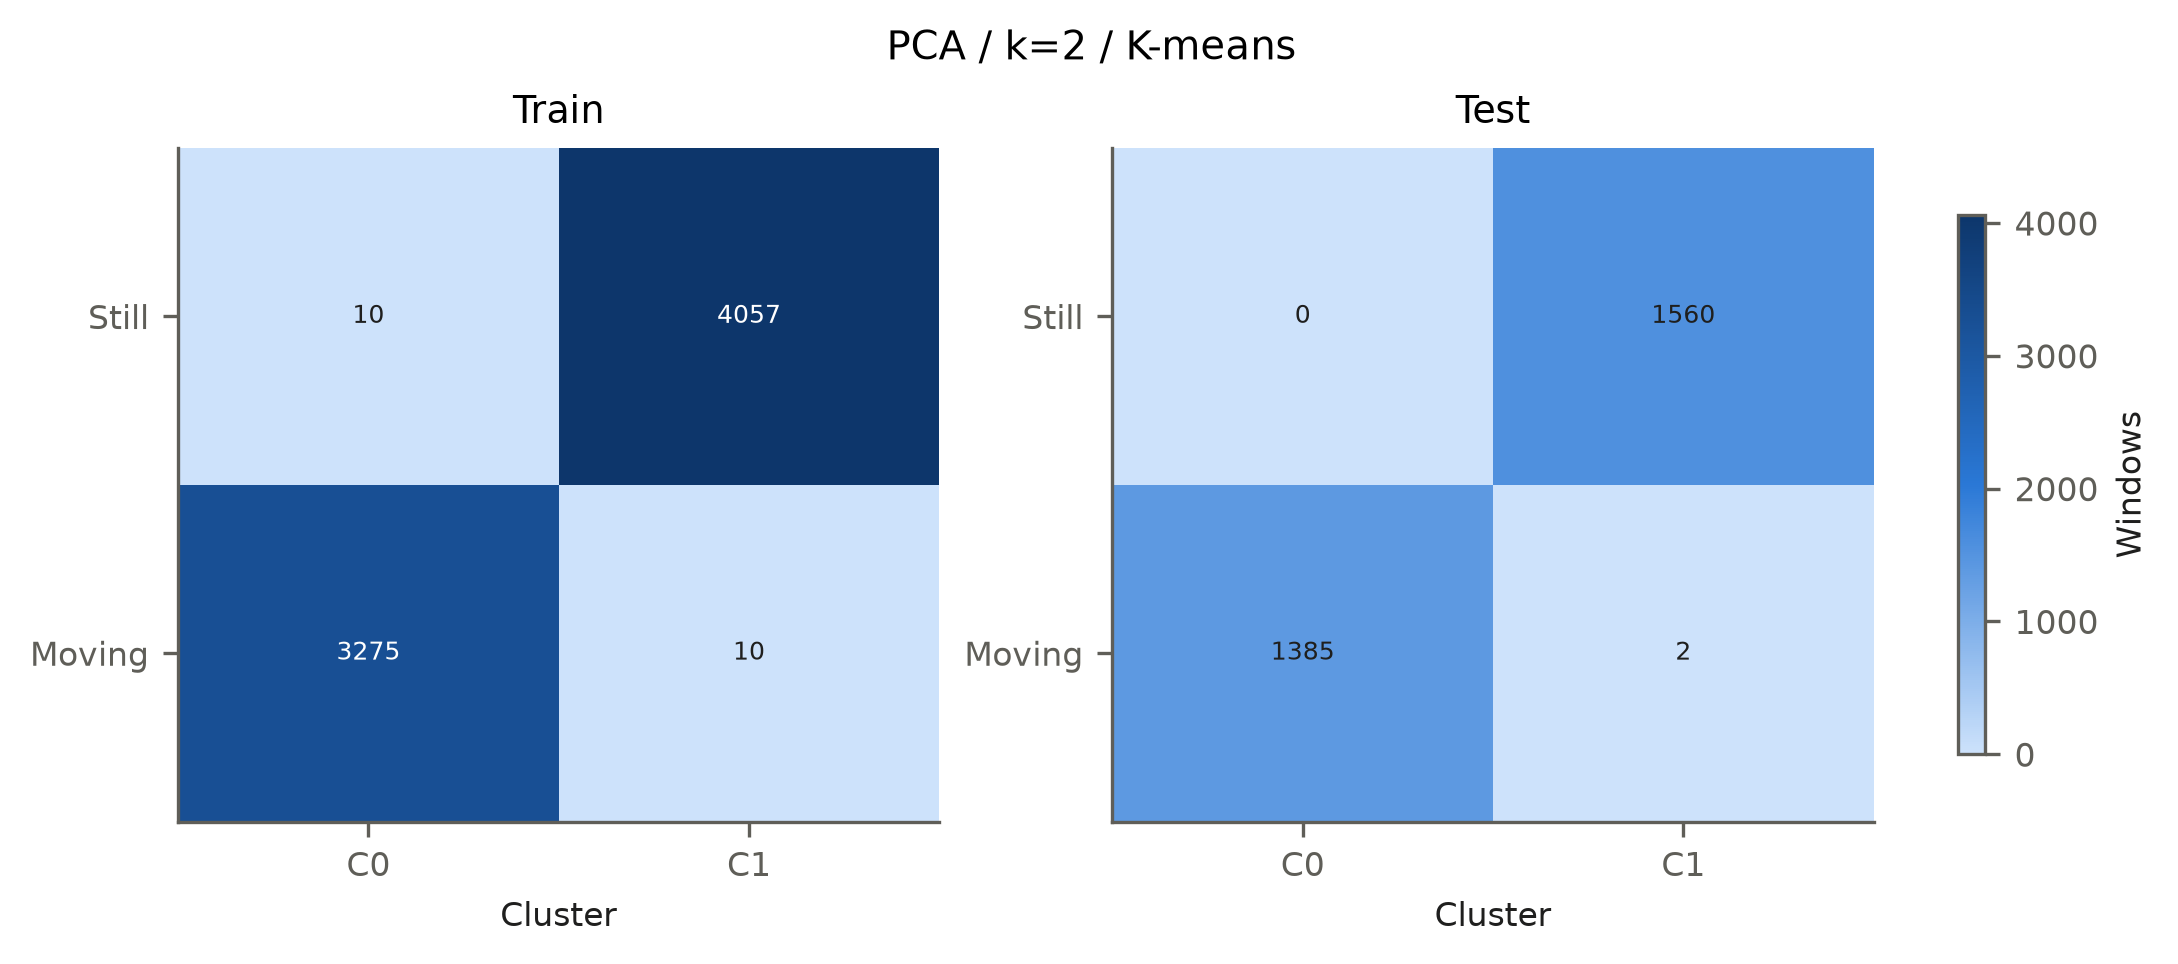 PCA / k=2 / K-means
Train
Test
Still
10
4057
Moving
3275
10
C0
C1
Cluster
Still
0
1560
Moving
1385
2
C0
C1
Cluster
4000
3000
2000
1000
0
Windows